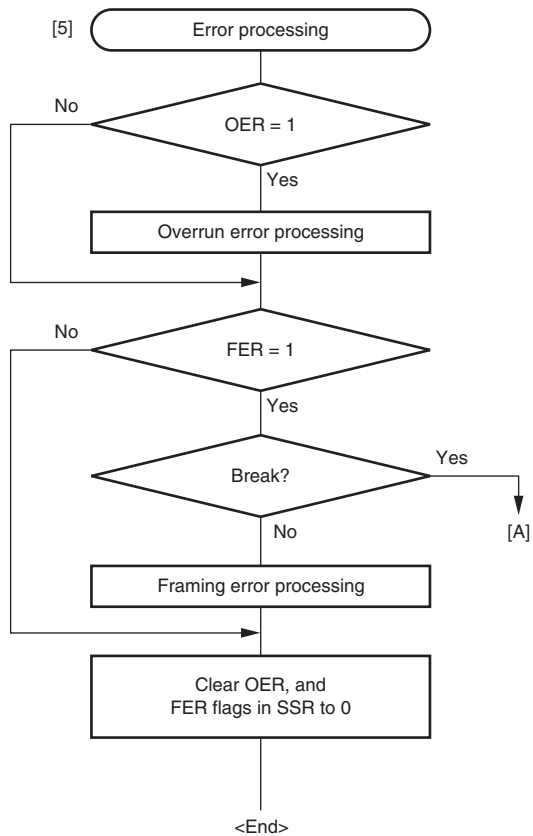 [5]
Error processing
No
OER = 1
Yes
Overrun error processing
No
FER = 1
Yes
Break?
Yes
[A]
No
Framing error processing
Clear OER, and
FER flags in SSR to 0
<End>